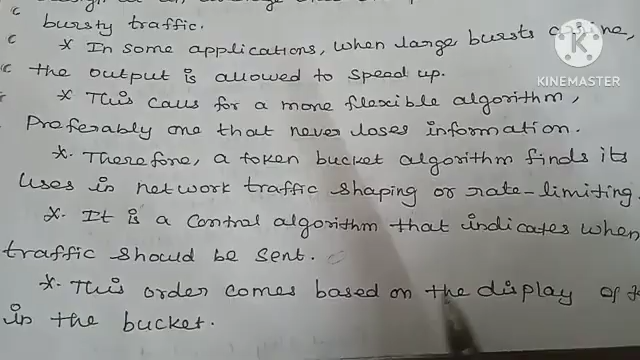 bursty traffic.
* In some applications, when large bursts
the output is allowed to speed up.
* This calls for a more flexible algorithm,
Preferably one that never loses information.
*. Therefore, a token bucket algorithm finds its
uses in network traffic shaping or rate-limiting.
*. It is a control algorithm that indicates when
traffic should be sent.
*. This order comes based on the display of
in the bucket.
KINEMASTER